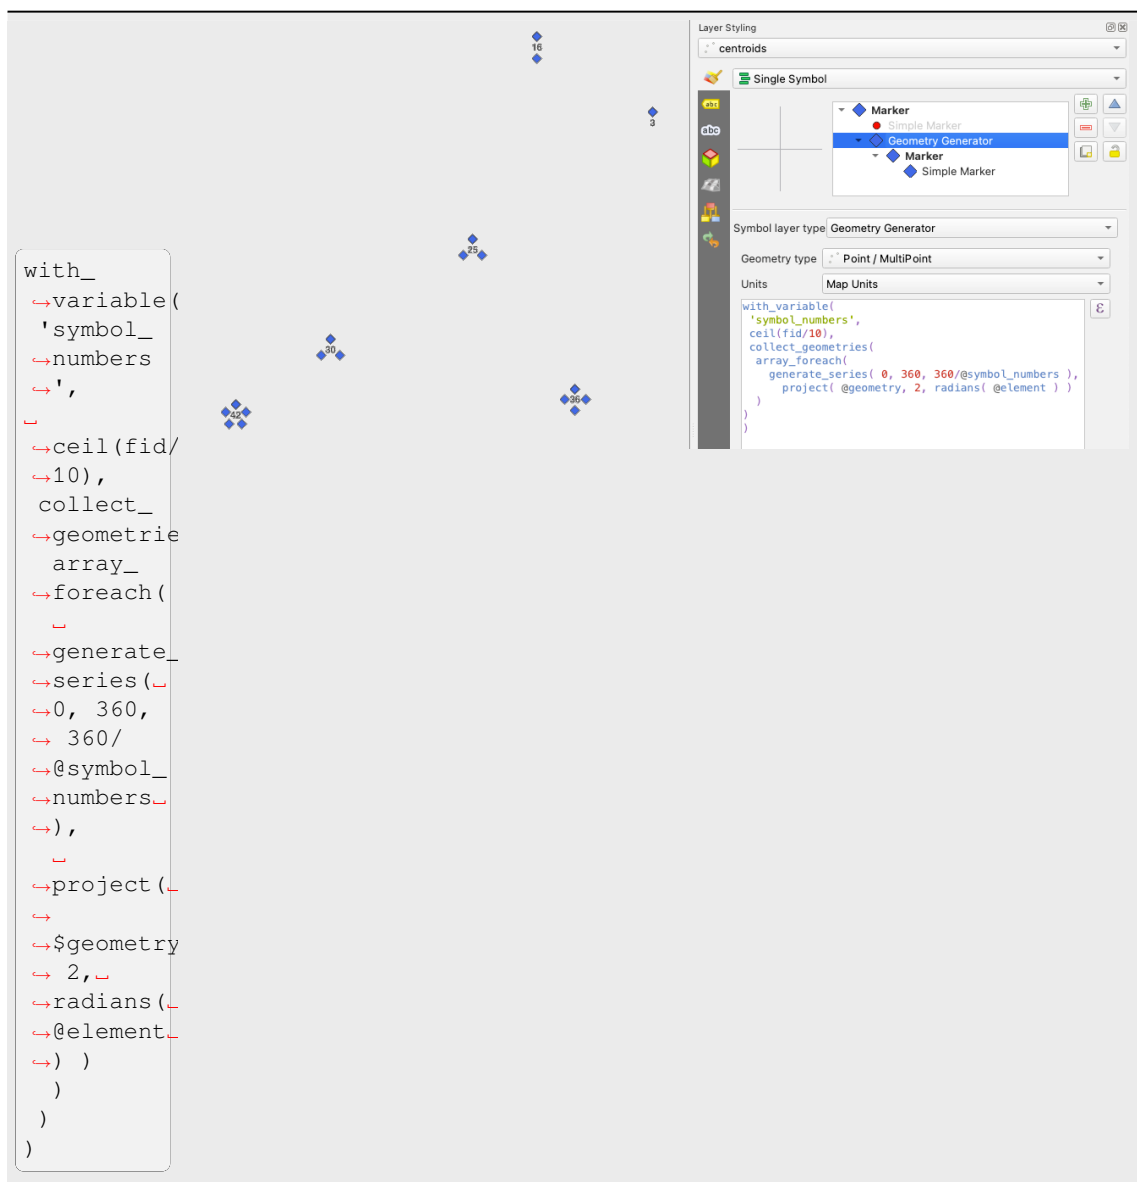 with_
↪variable(
'symbol_
↪numbers
↪',
␣
↪ceil(fid/
↪10),
collect_
↪geometrie
array_
↪foreach(
␣
↪generate_
↪series(␣
↪0, 360,
↪ 360/
↪@symbol_
↪numbers␣
↪),
␣
↪project(␣
↪
↪$geometry
↪ 2,␣
↪radians(␣
↪@element␣
↪) )
)
)
)
16
3
25
30
36
42
Layer Styling
centroids
Single Symbol
Marker
Simple Marker
Geometry Generator
Marker
Simple Marker
abc
abc
Symbol layer type Geometry Generator
Geometry type Point / MultiPoint
Units Map Units
with_variable(
'symbol_numbers',
ceil(fid/10),
collect_geometries(
array_foreach(
generate_series( 0, 360, 360/@symbol_numbers ),
project( @geometry, 2, radians( @element ) )
)
)
)
ε